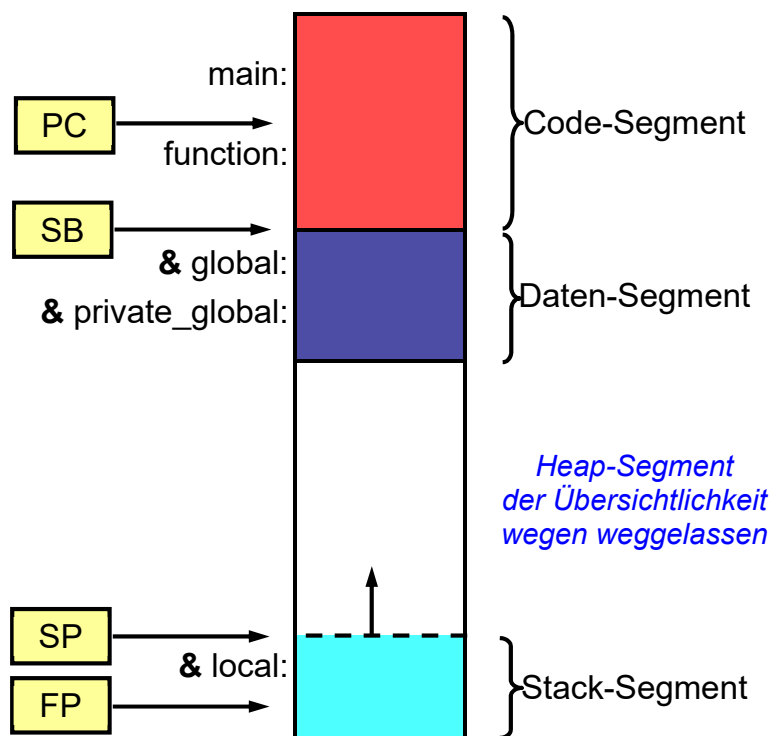 main:
PC
Code-Segment
function:
SB
& global:
& private_global:
Daten-Segment
Heap-Segment
der Übersichtlichkeit
wegen weggelassen
SP
& local:
Stack-Segment
FP